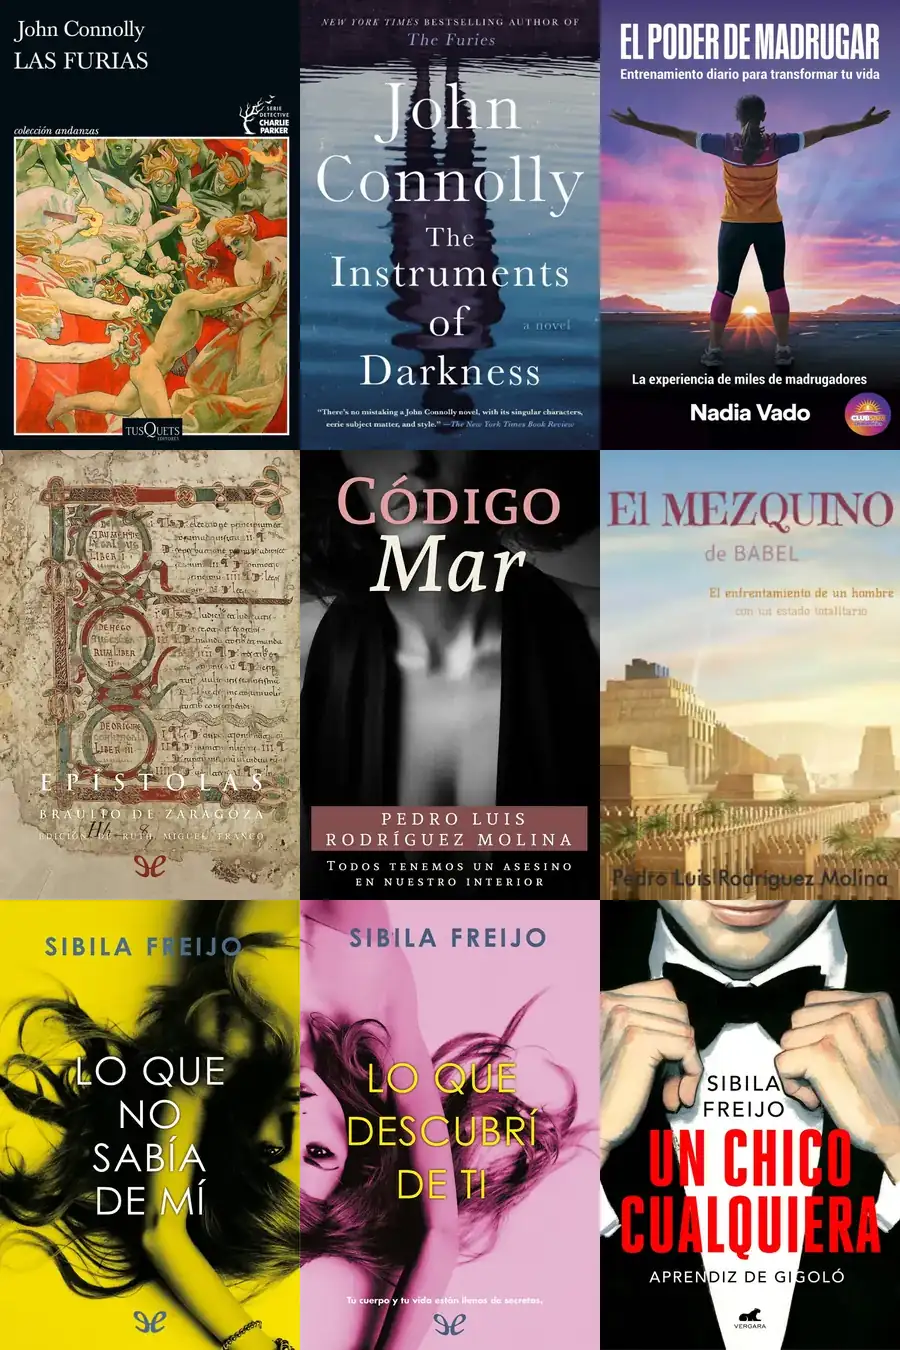 John Connolly
LAS FURIAS
SERIE
DETECTIVE
CHARLIE
PARKER
colección andanzas
TUSQUETS
EDITORES
NEW YORK TIMES BESTSELLING AUTHOR OF
The Furies
John
Connolly
The
Instruments
of
a novel
Darkness
“There’s no mistaking a John Connolly novel, with its singular characters,
eerie subject matter, and style.” —The New York Times Book Review
EL PODER DE MADRUGAR
Entrenamiento diario para transformar tu vida
La experiencia de miles de madrugadores
Nadia Vado
EPÍSTOLAS
BRAULIO DE ZARAGOZA
EDICIÓN DE RUTH MIGUEL FRANCO
CÓDIGO
Mar
PEDRO LUIS
RODRÍGUEZ MOLINA
TODOS TENEMOS UN ASESINO
EN NUESTRO INTERIOR
El MEZQUINO
de BABEL
El enfrentamiento de un hombre
con un estado totalitario
Pedro Luis Rodríguez Molina
SIBILA FREIJO
LO QUE
NO
SABÍA
DE MÍ
SIBILA FREIJO
LO QUE
DESCUBRÍ
DE TI
Tu cuerpo y tu vida están llenos de secretos.
SIBILA
FREIJO
UN CHICO
CUALQUIERA
APRENDIZ DE GIGOLÓ
VERGARA